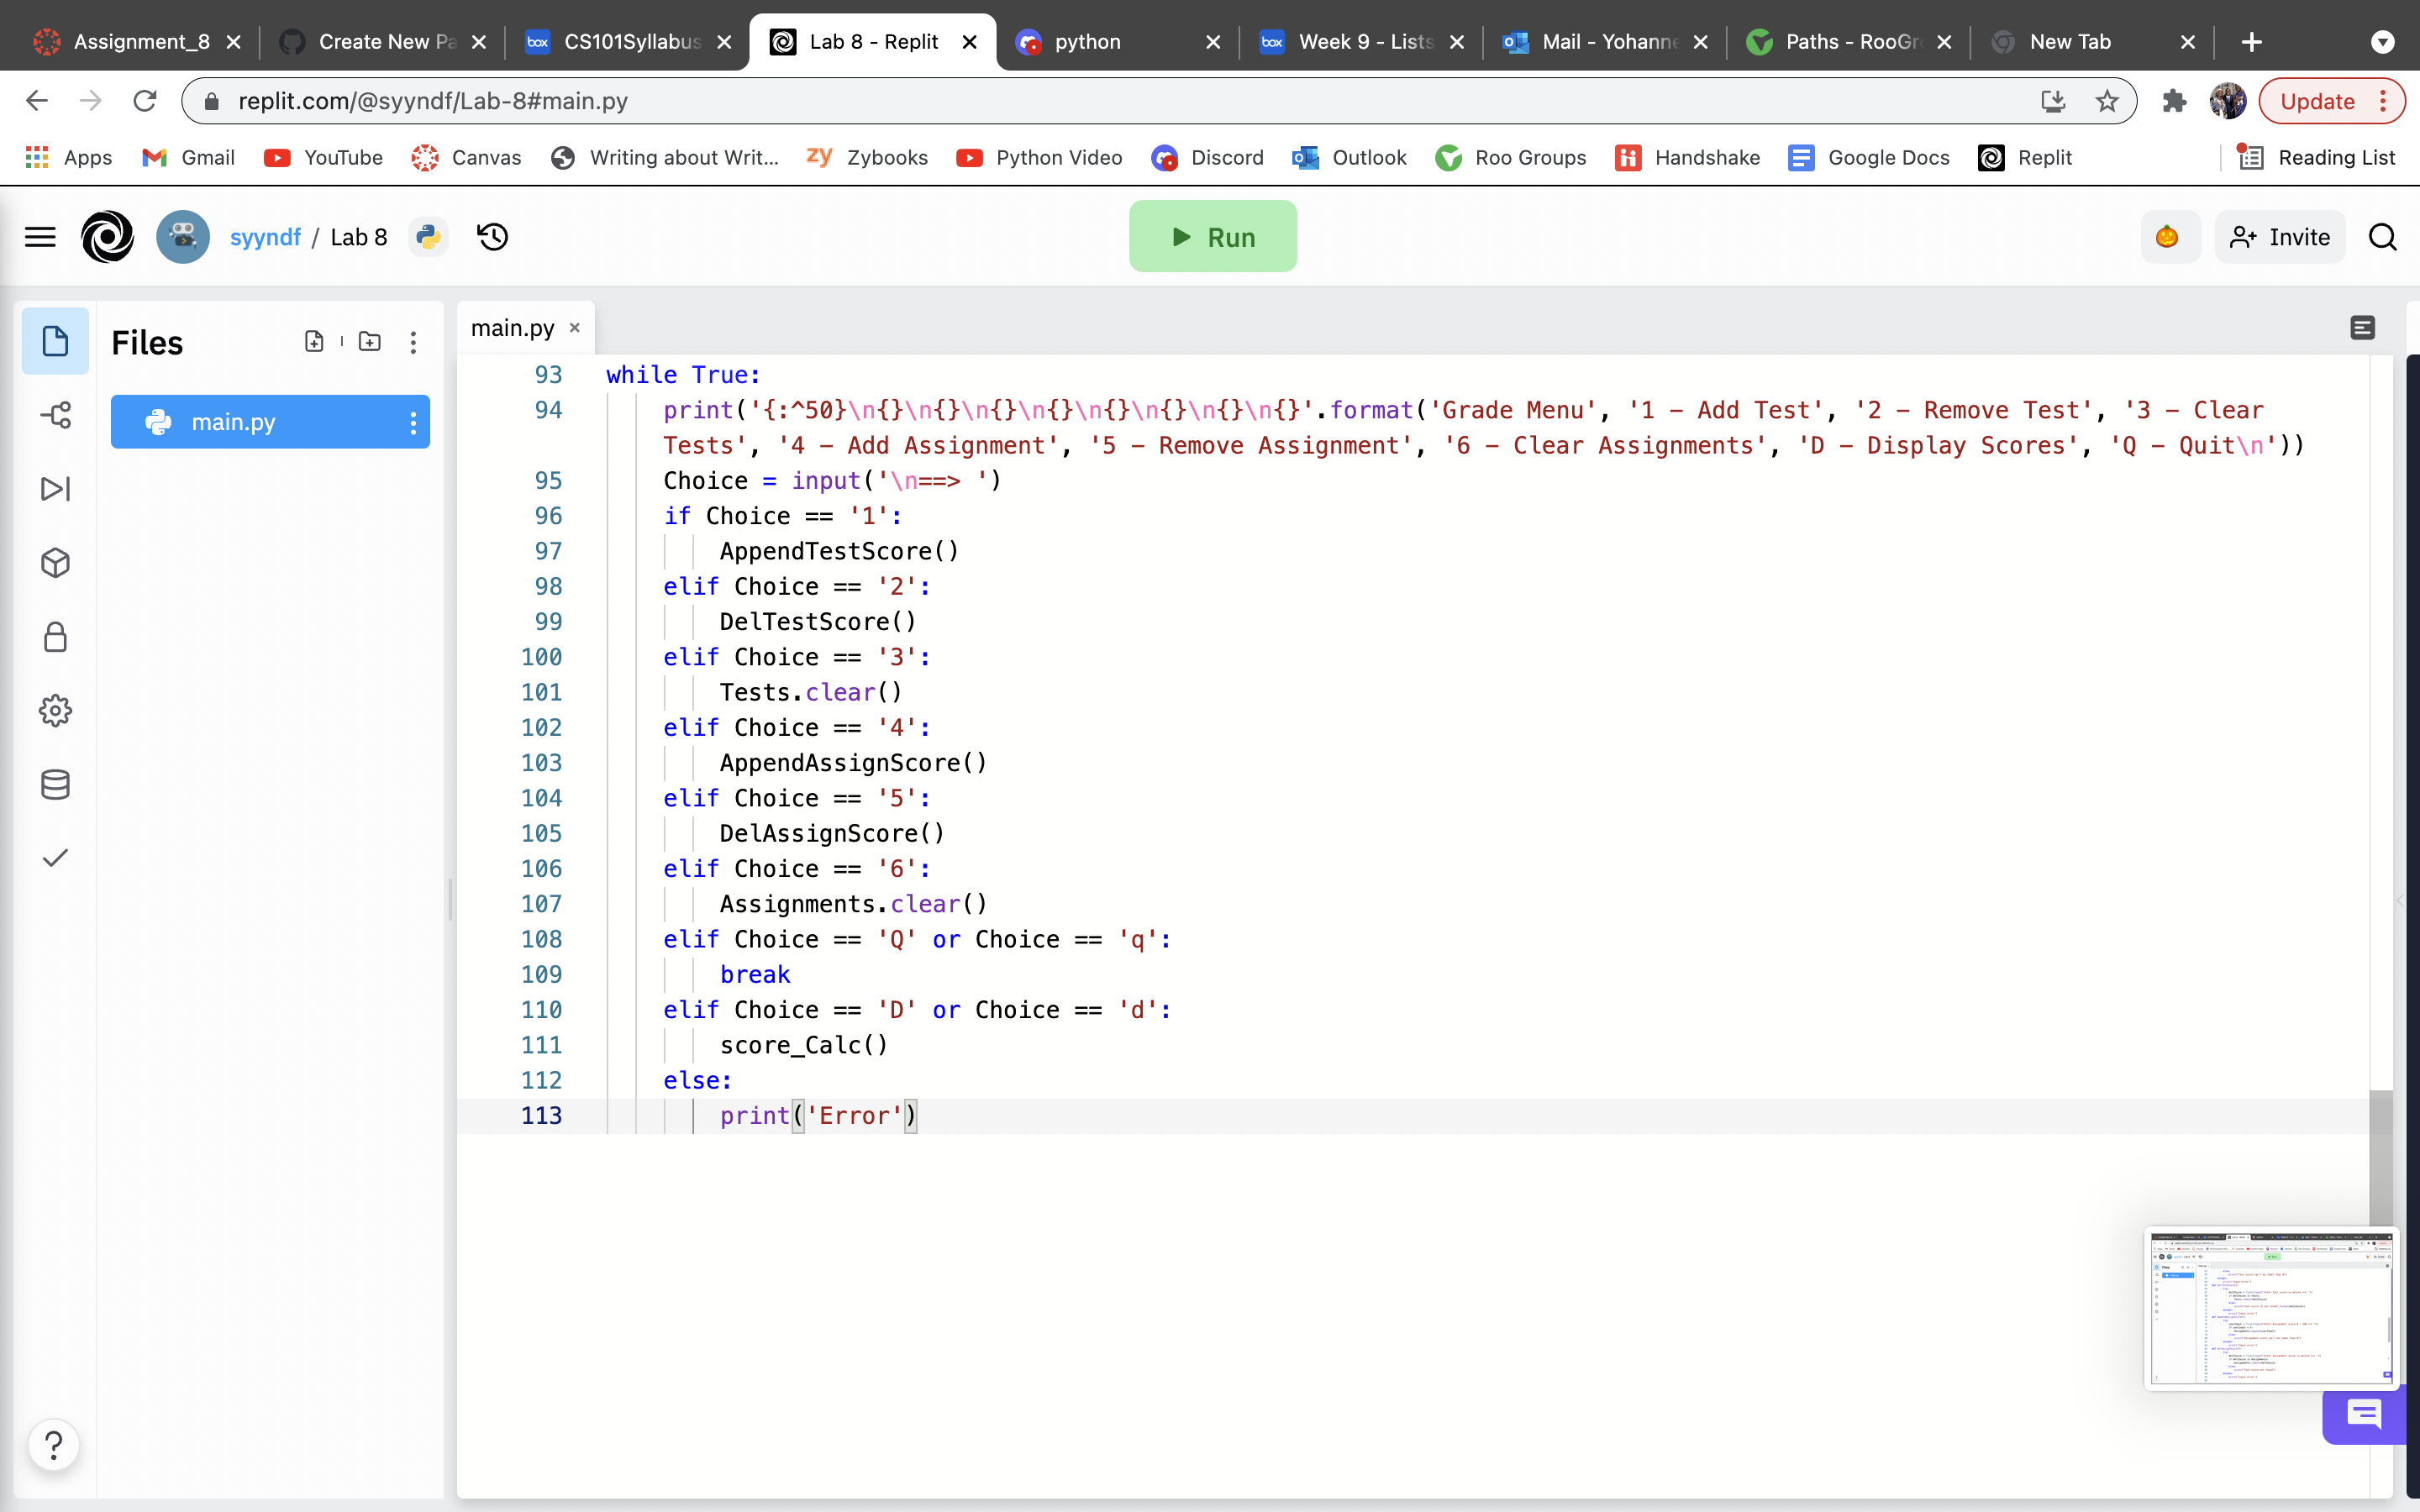 Assignment_8
Create New Pa
CS101Syllabus
Lab 8 - Replit
python
Week 9 - Lists
Mail - Yohanne
Paths - RooGr
New Tab
replit.com/@syyndf/Lab-8#main.py
Update
Apps
Gmail
YouTube
Canvas
Writing about Writ...
zy Zybooks
Python Video
Discord
Outlook
Roo Groups
Handshake
Google Docs
Replit
Reading List
syyndf / Lab 8
Run
Invite
Files
main.py
main.py
93 while True:
94 print('{:^50}\n{}\n{}\n{}\n{}\n{}\n{}\n{}\n{}'.format('Grade Menu', '1 - Add Test', '2 - Remove Test', '3 - Clear
Tests', '4 - Add Assignment', '5 - Remove Assignment', '6 - Clear Assignments', 'D - Display Scores', 'Q - Quit\n'))
95 Choice = input('\n==> ')
96 if Choice == '1':
97 AppendTestScore()
98 elif Choice == '2':
99 DelTestScore()
100 elif Choice == '3':
101 Tests.clear()
102 elif Choice == '4':
103 AppendAssignScore()
104 elif Choice == '5':
105 DelAssignScore()
106 elif Choice == '6':
107 Assignments.clear()
108 elif Choice == 'Q' or Choice == 'q':
109 break
110 elif Choice == 'D' or Choice == 'd':
111 score_Calc()
112 else:
113 print('Error')